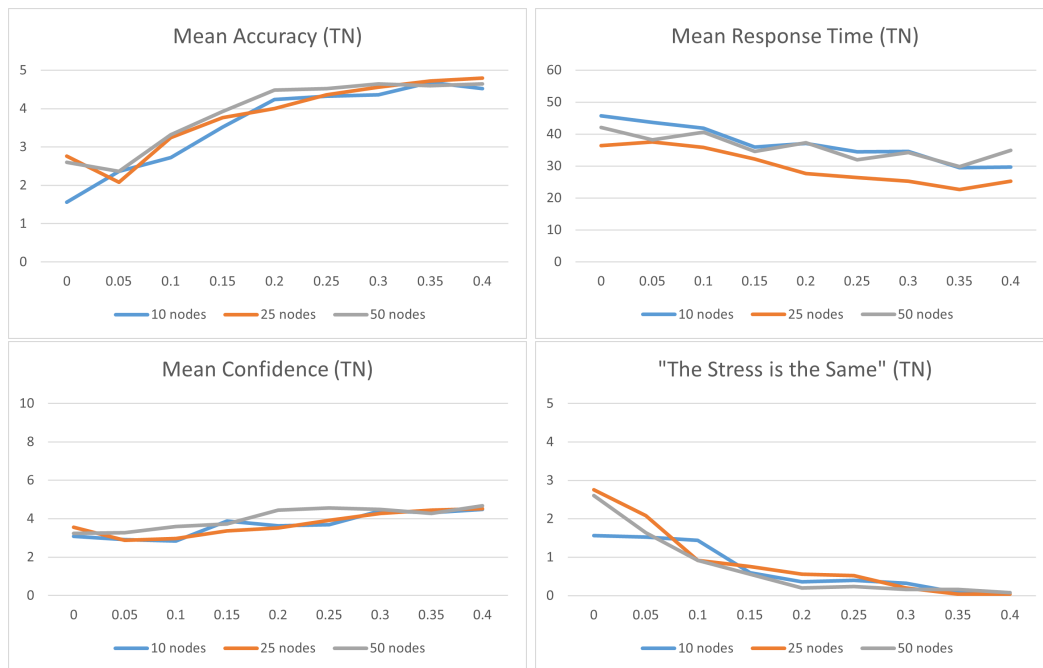 Mean Accuracy (TN)
5
4
3
2
1
0
0 0.05 0.1 0.15 0.2 0.25 0.3 0.35 0.4
10 nodes 25 nodes 50 nodes
Mean Response Time (TN)
60
50
40
30
20
10
0
0 0.05 0.1 0.15 0.2 0.25 0.3 0.35 0.4
10 nodes 25 nodes 50 nodes
Mean Confidence (TN)
10
8
6
4
2
0
0 0.05 0.1 0.15 0.2 0.25 0.3 0.35 0.4
10 nodes 25 nodes 50 nodes
"The Stress is the Same" (TN)
5
4
3
2
1
0
0 0.05 0.1 0.15 0.2 0.25 0.3 0.35 0.4
10 nodes 25 nodes 50 nodes